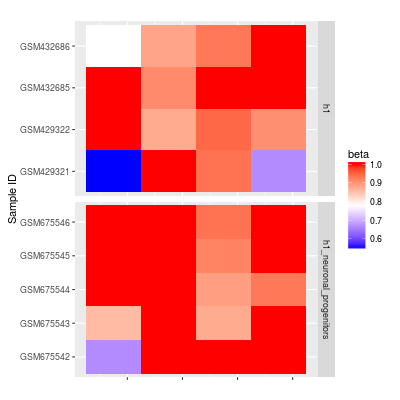 GSM432686
GSM432685
GSM429322
GSM429321
h1
GSM675546
GSM675545
GSM675544
GSM675543
GSM675542
h1_neuronal_progenitors
Sample ID
beta
1.0
0.9
0.8
0.7
0.6